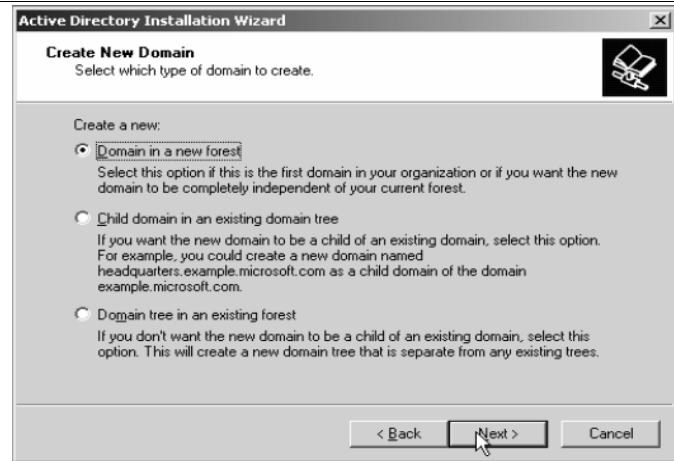 Active Directory Installation Wizard
Create New Domain
Select which type of domain to create.
Create a new:
Domain in a new forest
Select this option if this is the first domain in your organization or if you want the new
domain to be completely independent of your current forest.
Child domain in an existing domain tree
If you want the new domain to be a child of an existing domain, select this option.
For example, you could create a new domain named
headquarters.example.microsoft.com as a child domain of the domain
example.microsoft.com.
Domain tree in an existing forest
If you don't want the new domain to be a child of an existing domain, select this
option. This will create a new domain tree that is separate from any existing trees.
< Back Next > Cancel